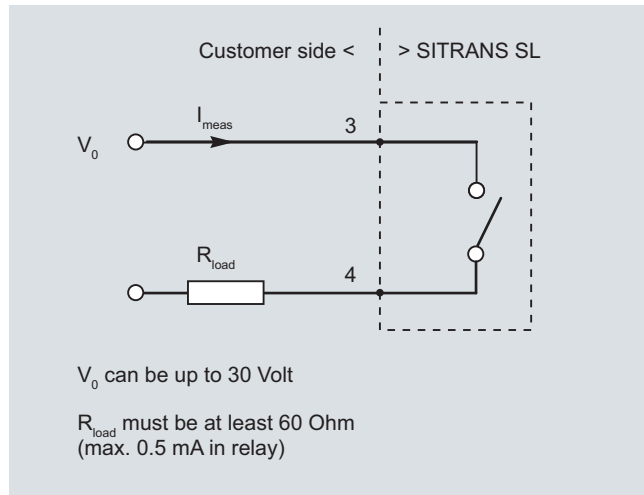 Customer side < > SITRANS SL
I_meas
3
V_0
R_load
4
V_0 can be up to 30 Volt
R_load must be at least 60 Ohm
(max. 0.5 mA in relay)